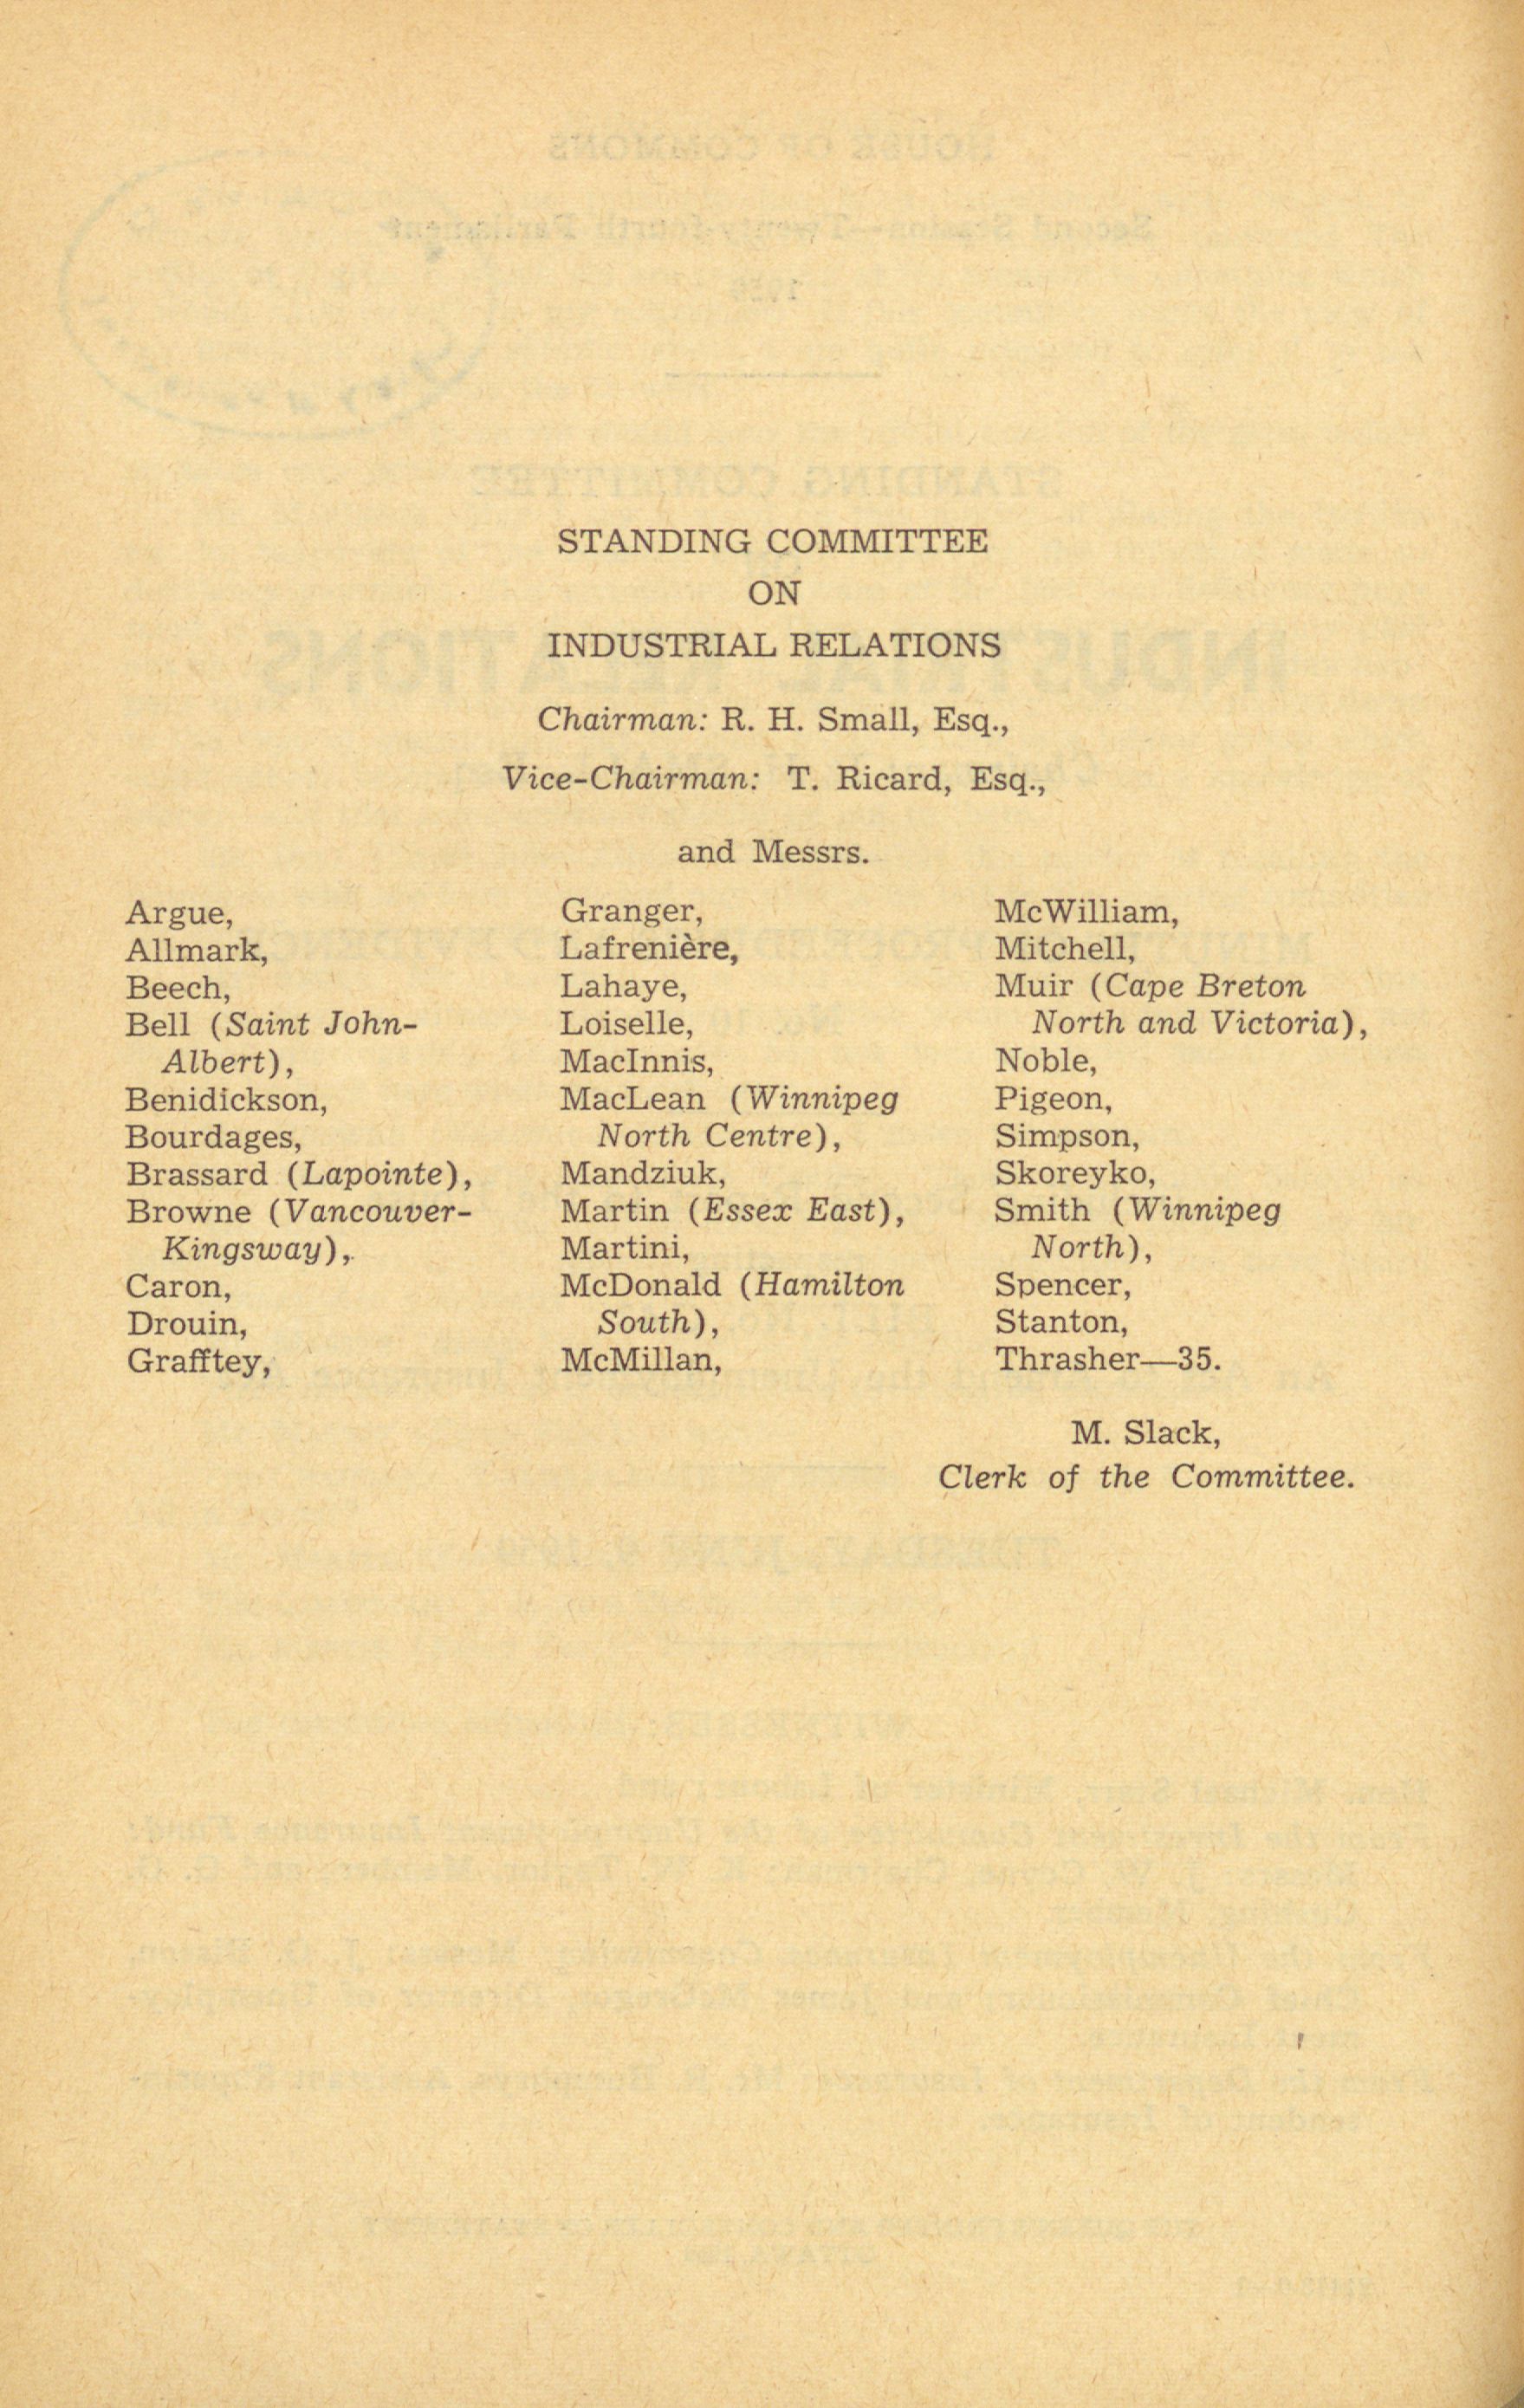 STANDING COMMITTEE
ON
INDUSTRIAL RELATIONS
Chairman: R. H. Small, Esq.,
Vice-Chairman: T. Ricard, Esq.,
and Messrs.
Argue,
Allmark,
Beech,
Bell (Saint John-
Albert),
Benidickson,
Bourdages,
Brassard (Lapointe),
Browne (Vancouver-
Kingsway),
Caron,
Drouin,
Grafftey,
Granger,
Lafrenière,
Lahaye,
Loiselle,
MacInnis,
MacLean (Winnipeg
North Centre),
Mandziuk,
Martin (Essex East),
Martini,
McDonald (Hamilton
South),
McMillan,
McWilliam,
Mitchell,
Muir (Cape Breton
North and Victoria),
Noble,
Pigeon,
Simpson,
Skoreyko,
Smith (Winnipeg
North),
Spencer,
Stanton,
Thrasher—35.
M. Slack,
Clerk of the Committee.